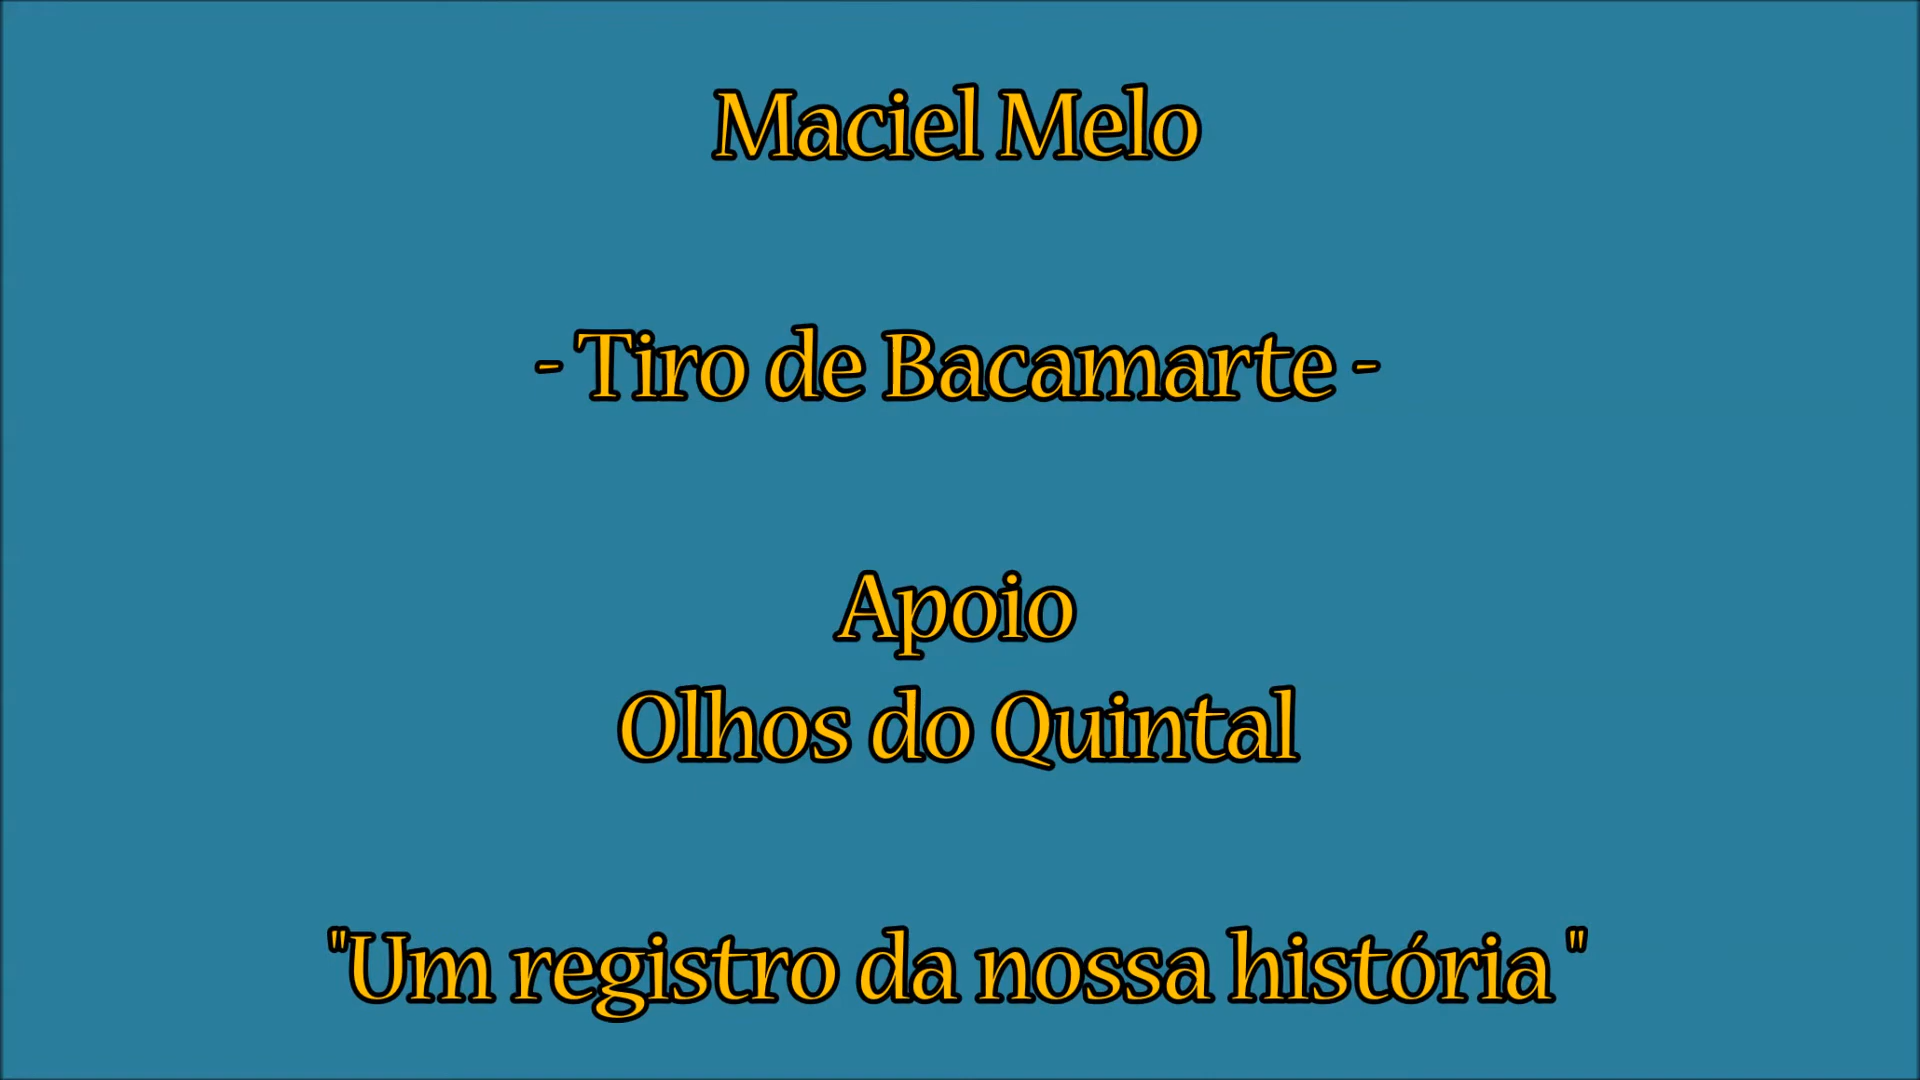 Maciel Melo
- Tiro de Bacamarte -
Apoio
Olhos do Quintal
"Um registro da nossa história "